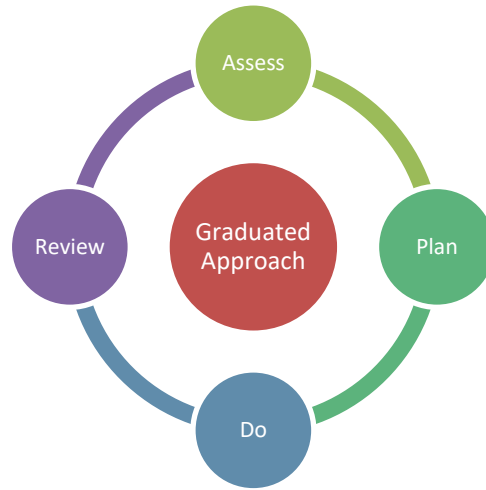 Assess
Review
Graduated
Approach
Plan
Do